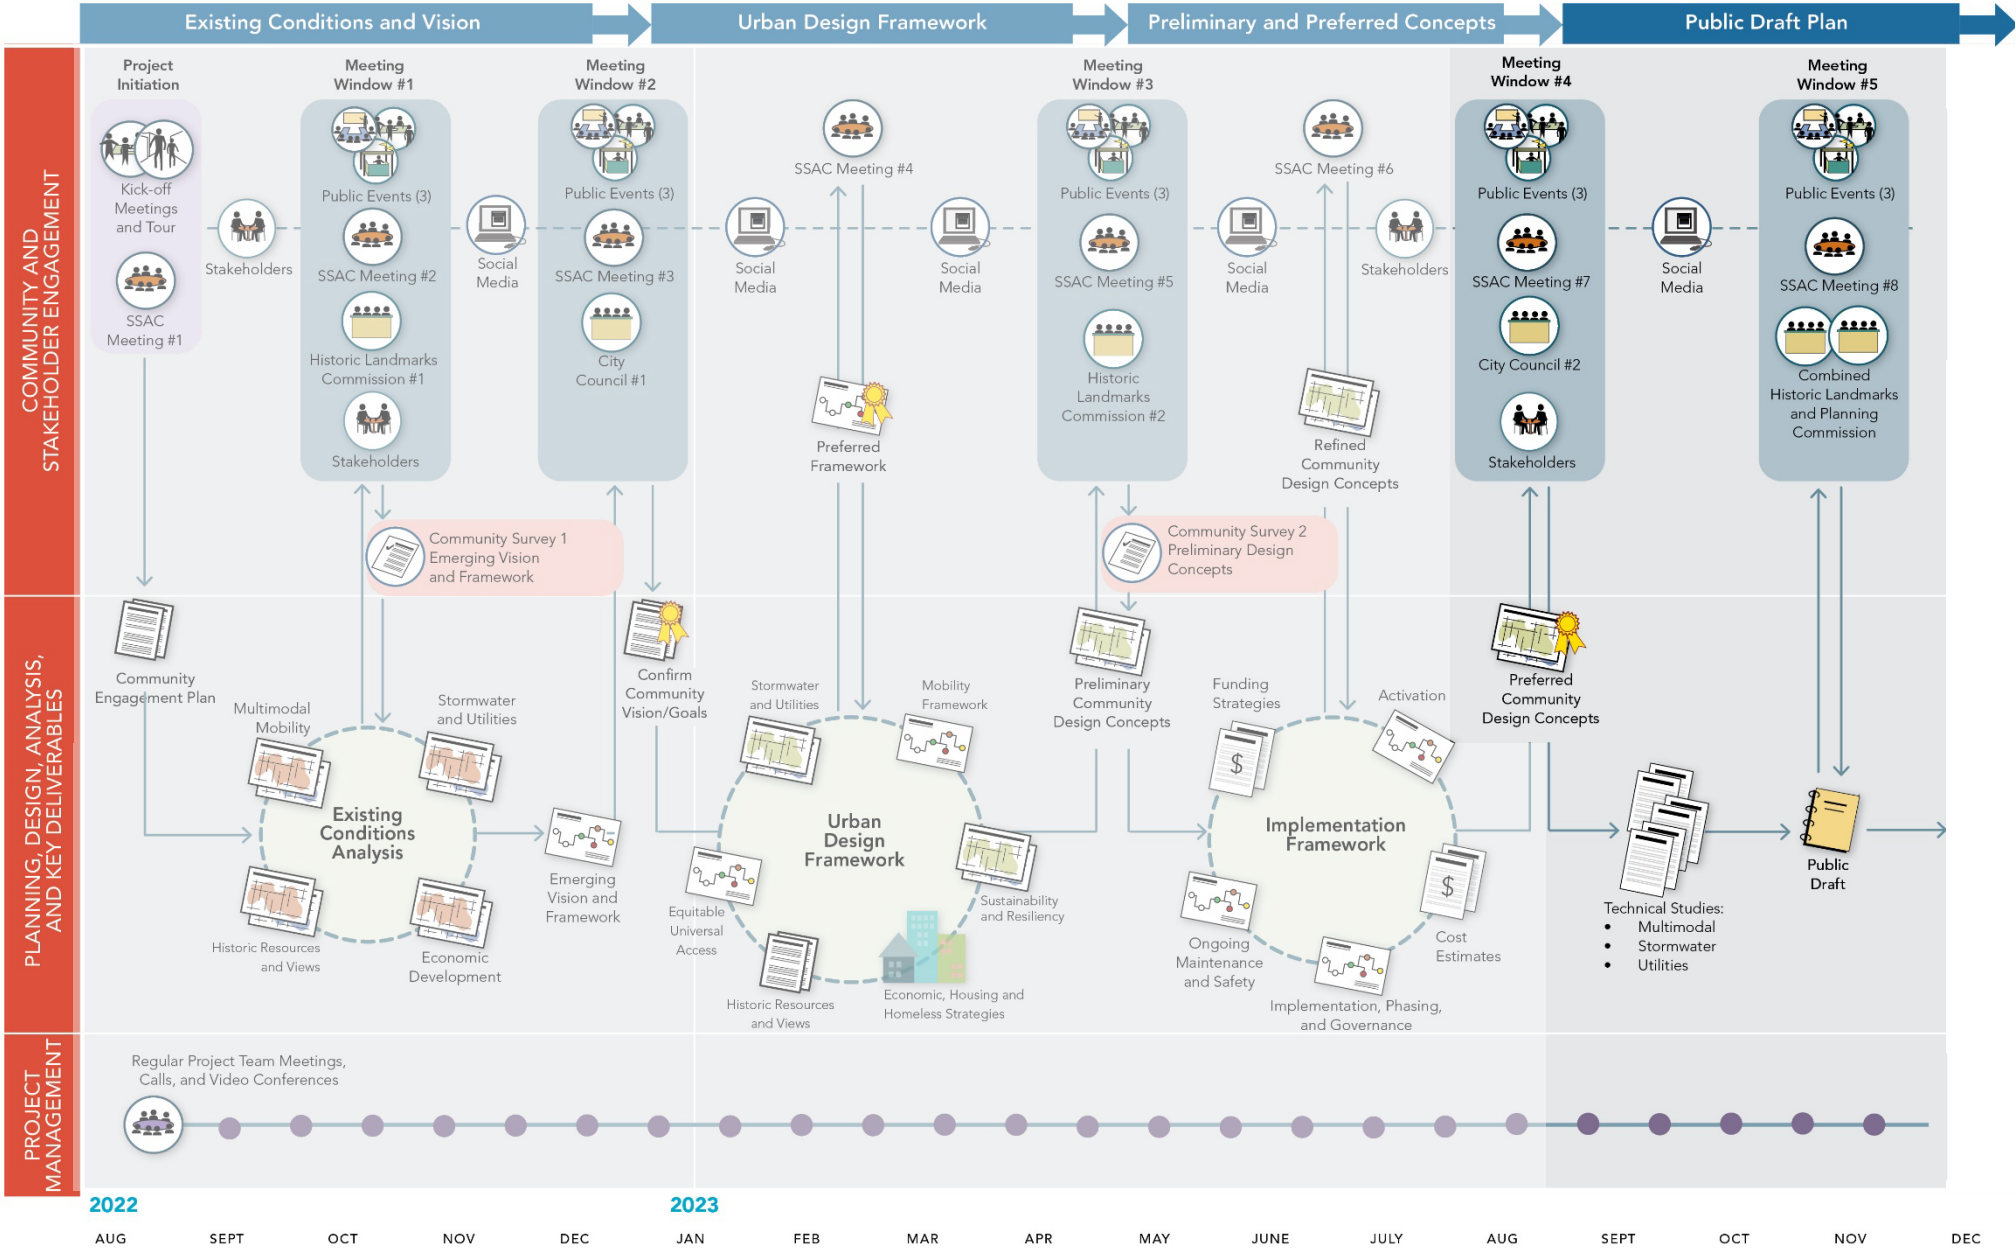 Existing Conditions and Vision
Urban Design Framework
Preliminary and Preferred Concepts
Public Draft Plan
COMMUNITY AND
STAKEHOLDER ENGAGEMENT
Project
Initiation
Kick-off
Meetings
and Tour
SSAC
Meeting #1
Stakeholders
Meeting
Window #1
Public Events (3)
SSAC Meeting #2
Historic Landmarks
Commission #1
Stakeholders
Social
Media
Meeting
Window #2
Public Events (3)
SSAC Meeting #3
City
Council #1
Social
Media
SSAC Meeting #4
Preferred
Framework
Social
Media
Meeting
Window #3
Public Events (3)
SSAC Meeting #5
Historic
Landmarks
Commission #2
Social
Media
SSAC Meeting #6
Refined
Community
Design Concepts
Stakeholders
Meeting
Window #4
Public Events (3)
SSAC Meeting #7
City Council #2
Stakeholders
Social
Media
Meeting
Window #5
Public Events (3)
SSAC Meeting #8
Combined
Historic Landmarks
and Planning
Commission
Community Survey 1
Emerging Vision
and Framework
Community Survey 2
Preliminary Design
Concepts
PLANNING, DESIGN, ANALYSIS,
AND KEY DELIVERABLES
Community
Engagement Plan
Multimodal
Mobility
Stormwater
and Utilities
Existing
Conditions
Analysis
Historic Resources
and Views
Economic
Development
Emerging
Vision and
Framework
Confirm
Community
Vision/Goals
Stormwater
and Utilities
Mobility
Framework
Urban
Design
Framework
Equitable
Universal
Access
Sustainability
and Resiliency
Historic Resources
and Views
Economic, Housing and
Homeless Strategies
Preliminary
Community
Design Concepts
Funding
Strategies
$
Activation
Implementation
Framework
Ongoing
Maintenance
and Safety
$
Cost
Estimates
Implementation, Phasing,
and Governance
Preferred
Community
Design Concepts
Technical Studies:
• Multimodal
• Stormwater
• Utilities
Public
Draft
PROJECT
MANAGEMENT
Regular Project Team Meetings,
Calls, and Video Conferences
2022
2023
AUG SEPT OCT NOV DEC JAN FEB MAR APR MAY JUNE JULY AUG SEPT OCT NOV DEC